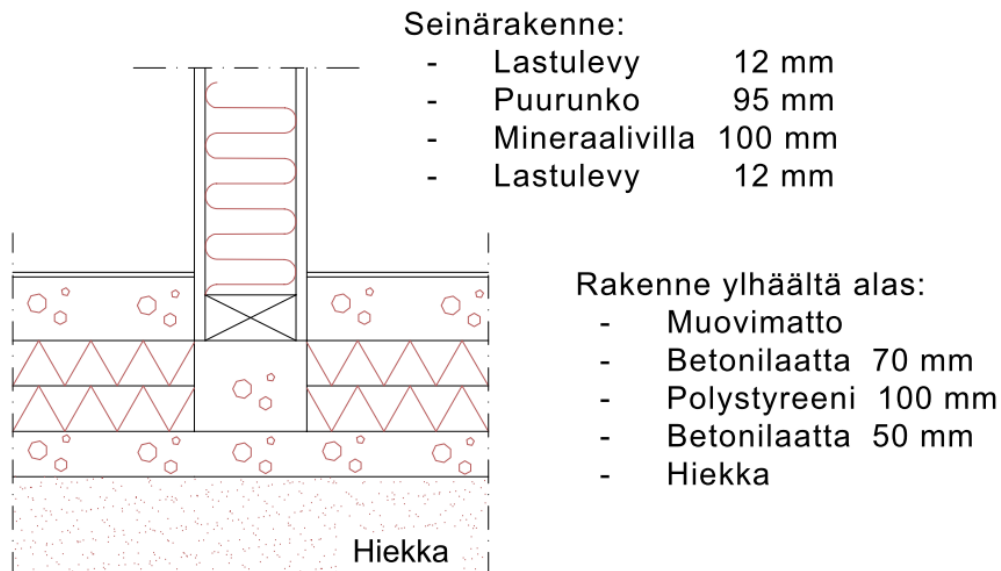 Seinärakenne:
- Lastulevy 12 mm
- Puurunko 95 mm
- Mineraalivilla 100 mm
- Lastulevy 12 mm
Rakenne ylhäältä alas:
- Muovimatto
- Betonilaatta 70 mm
- Polystyreeni 100 mm
- Betonilaatta 50 mm
- Hiekka
Hiekka